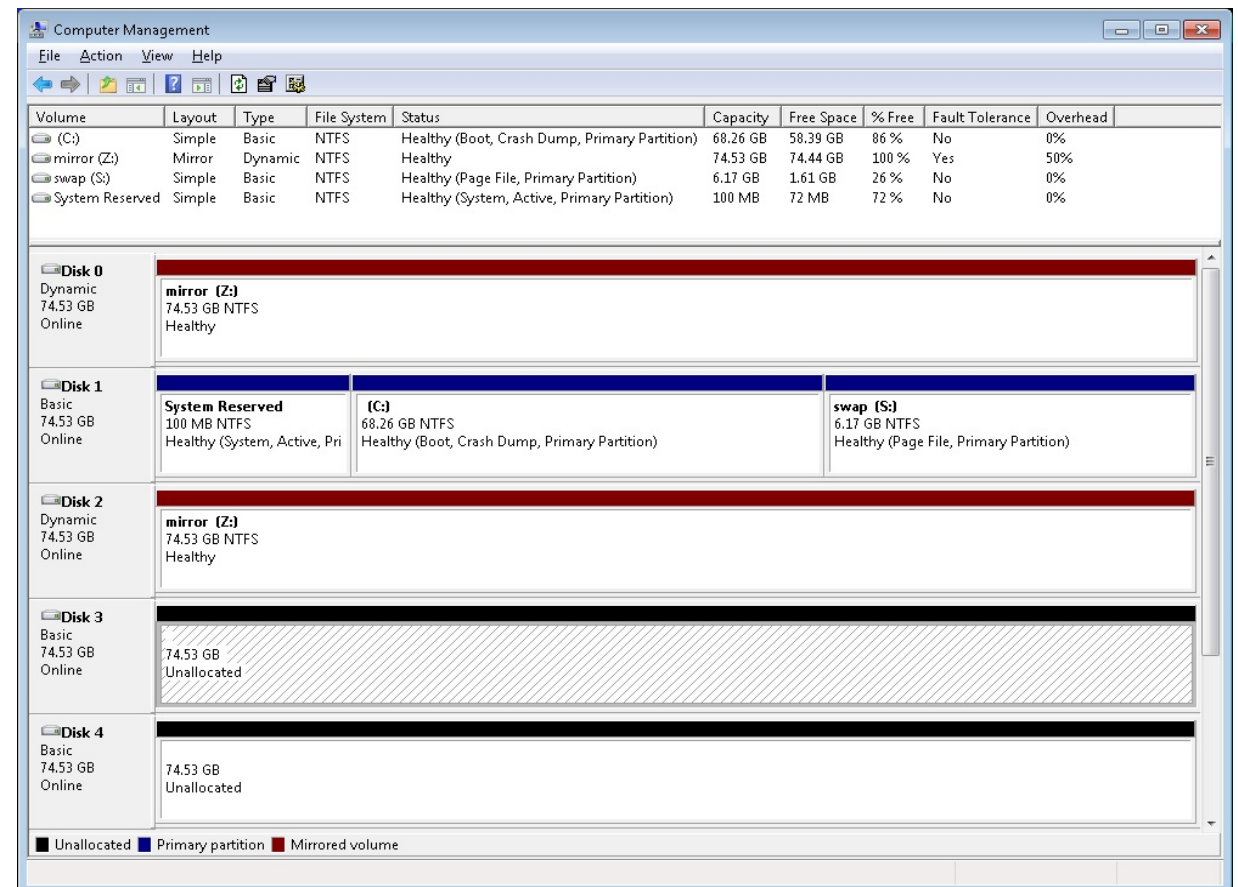 Computer Management
File Action View Help
Volume Layout Type File System Status Capacity Free Space % Free Fault Tolerance Overhead
(C:) Simple Basic NTFS Healthy (Boot, Crash Dump, Primary Partition) 68.26 GB 58.39 GB 86 % No 0%
mirror (Z:) Mirror Dynamic NTFS Healthy 74.53 GB 74.44 GB 100 % Yes 50%
swap (S:) Simple Basic NTFS Healthy (Page File, Primary Partition) 6.17 GB 1.61 GB 26 % No 0%
System Reserved Simple Basic NTFS Healthy (System, Active, Primary Partition) 100 MB 72 MB 72 % No 0%
Disk 0
Dynamic
74.53 GB
Online
mirror (Z:)
74.53 GB NTFS
Healthy
Disk 1
Basic
74.53 GB
Online
System Reserved
100 MB NTFS
Healthy (System, Active, Pri
(C:)
68.26 GB NTFS
Healthy (Boot, Crash Dump, Primary Partition)
swap (S:)
6.17 GB NTFS
Healthy (Page File, Primary Partition)
Disk 2
Dynamic
74.53 GB
Online
mirror (Z:)
74.53 GB NTFS
Healthy
Disk 3
Basic
74.53 GB
Online
74.53 GB
Unallocated
Disk 4
Basic
74.53 GB
Online
74.53 GB
Unallocated
Unallocated Primary partition Mirrored volume